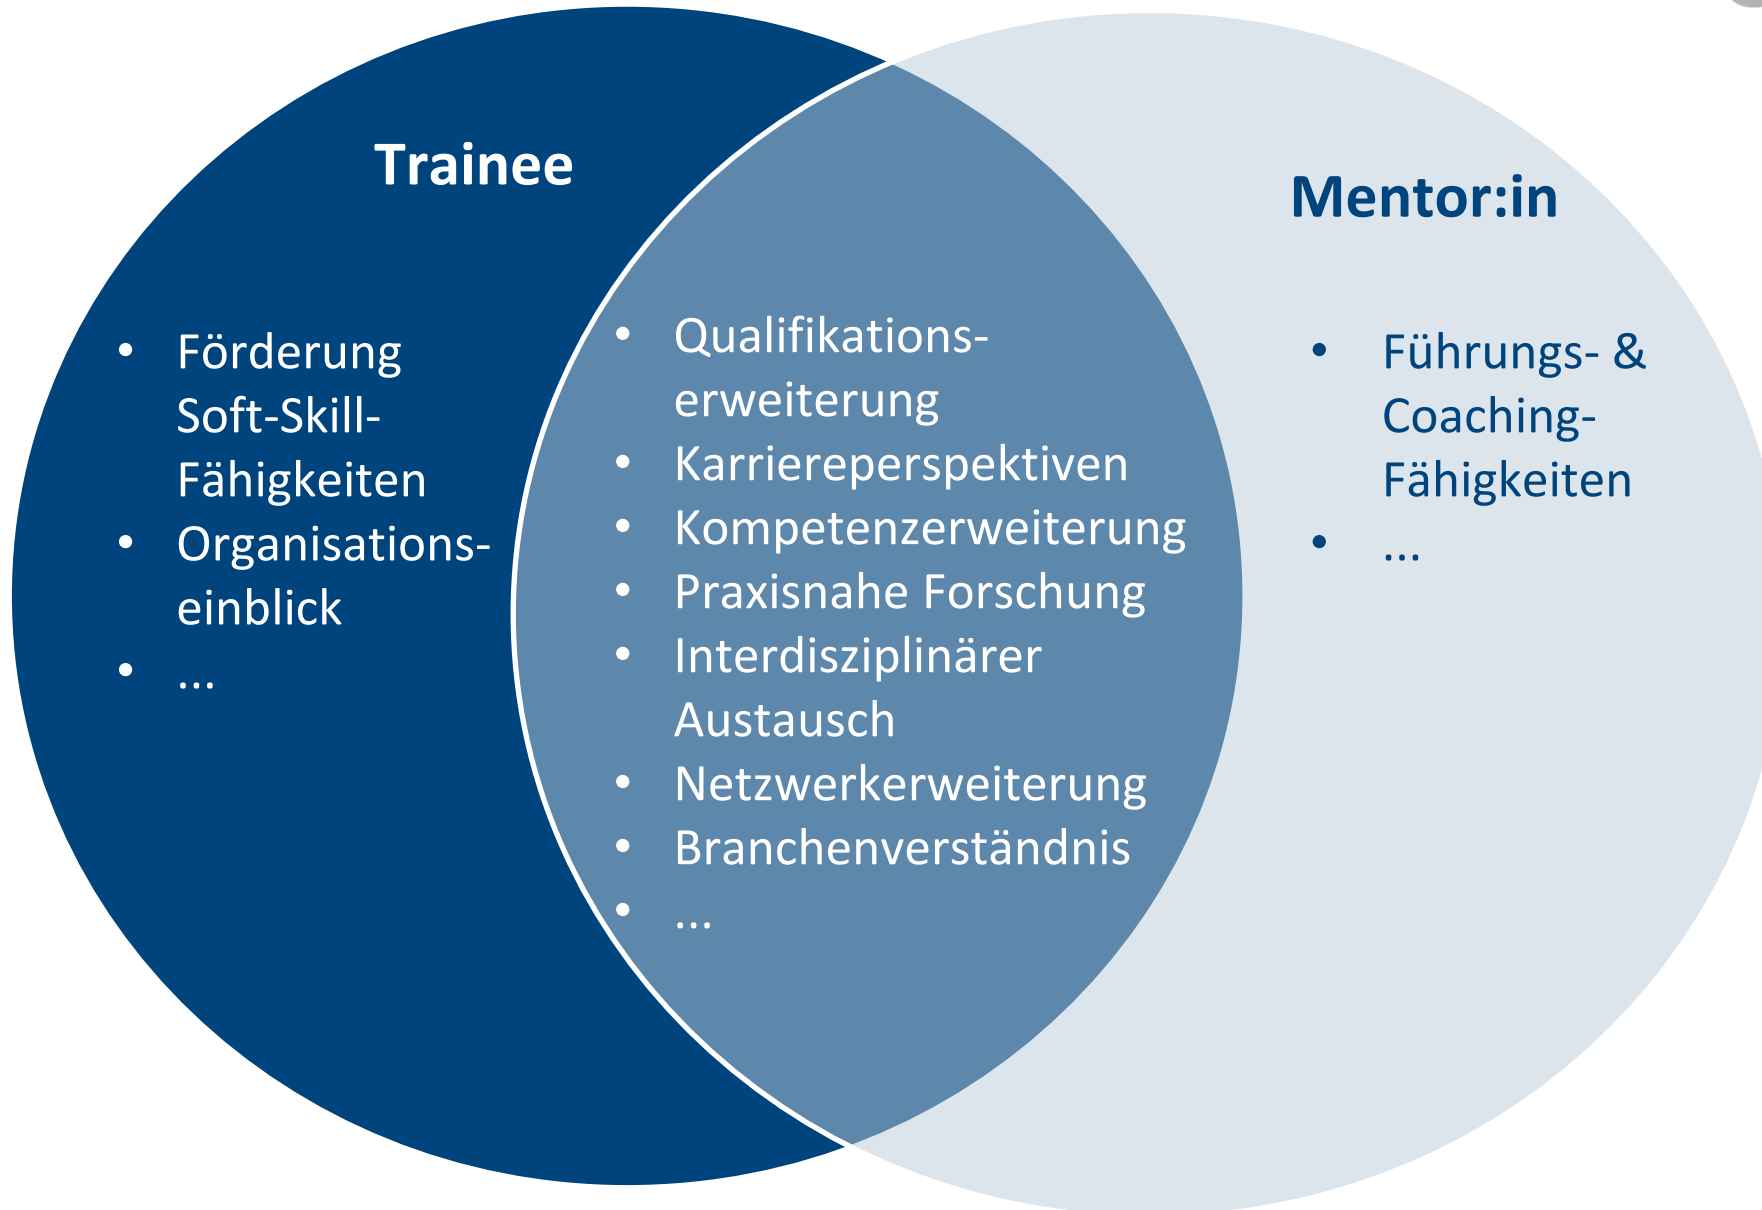 Trainee
• Förderung
Soft-Skill-
Fähigkeiten
• Organisations-
einblick
• ...
• Qualifikations-
erweiterung
• Karriereperspektiven
• Kompetenzerweiterung
• Praxisnahe Forschung
• Interdisziplinärer
Austausch
• Netzwerkerweiterung
• Branchenverständnis
• ...
Mentor:in
• Führungs- &
Coaching-
Fähigkeiten
• ...